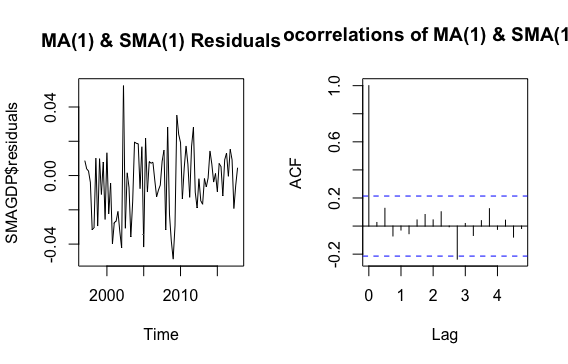 MA(1) & SMA(1) Residuals
SMAGDP$residuals
0.04
0.00
-0.04
2000 2010
Time
ocorrelations of MA(1) & SMA(1
ACF
1.0
0.6
0.2
-0.2
0 1 2 3 4
Lag